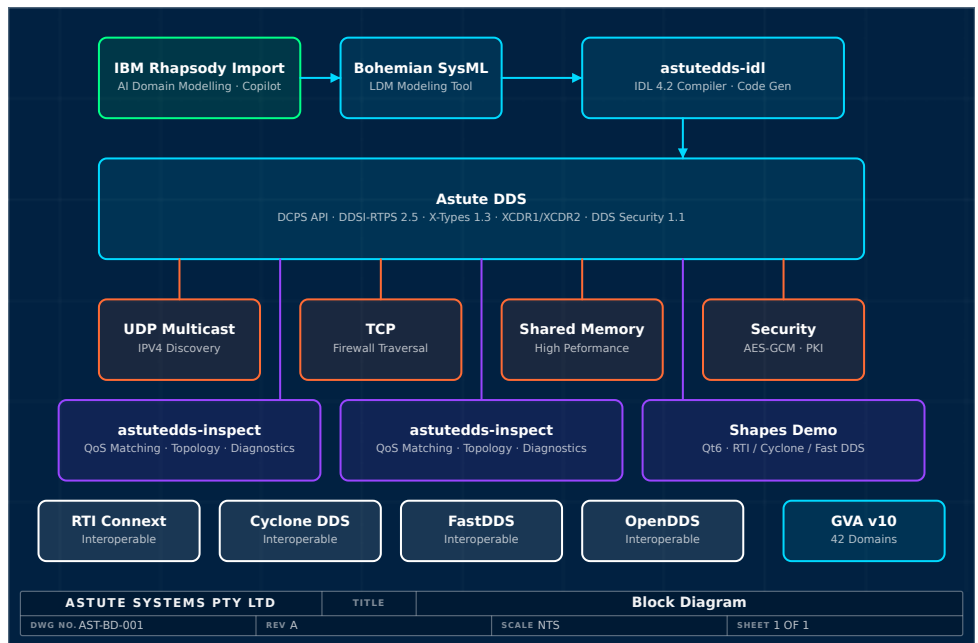 IBM Rhapsody Import
AI Domain Modelling · Copilot
Bohemian SysML
LDM Modeling Tool
astutedds-idl
IDL 4.2 Compiler · Code Gen
Astute DDS
DCPS API · DDSI-RTPS 2.5 · X-Types 1.3 · XCDR1/XCDR2 · DDS Security 1.1
UDP Multicast
IPV4 Discovery
TCP
Firewall Traversal
Shared Memory
High Peformance
Security
AES-GCM · PKI
astutedds-inspect
QoS Matching · Topology · Diagnostics
astutedds-inspect
QoS Matching · Topology · Diagnostics
Shapes Demo
Qt6 · RTI / Cyclone / Fast DDS
RTI Connext
Interoperable
Cyclone DDS
Interoperable
FastDDS
Interoperable
OpenDDS
Interoperable
GVA v10
42 Domains
ASTUTE SYSTEMS PTY LTD
TITLE
Block Diagram
DWG NO. AST-BD-001
REV A
SCALE NTS
SHEET 1 OF 1